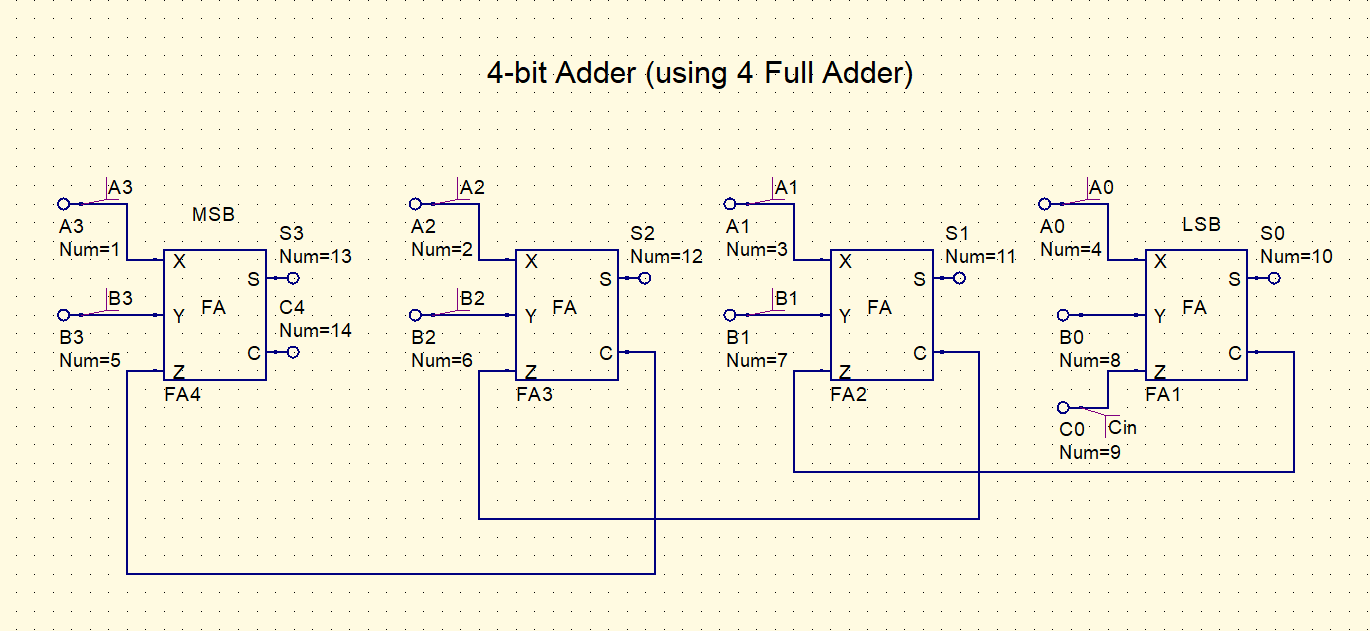 4-bit Adder (using 4 Full Adder)
A3
A3
Num=1
MSB
X
Y
Z
FA
S
C
S3
Num=13
C4
Num=14
B3
B3
Num=5
FA4
A2
A2
Num=2
X
Y
Z
FA
S
C
S2
Num=12
B2
B2
Num=6
FA3
A1
A1
Num=3
X
Y
Z
FA
S
C
S1
Num=11
B1
B1
Num=7
FA2
A0
A0
Num=4
LSB
X
Y
Z
FA
S
C
S0
Num=10
B0
Num=8
FA1
C0
Cin
Num=9